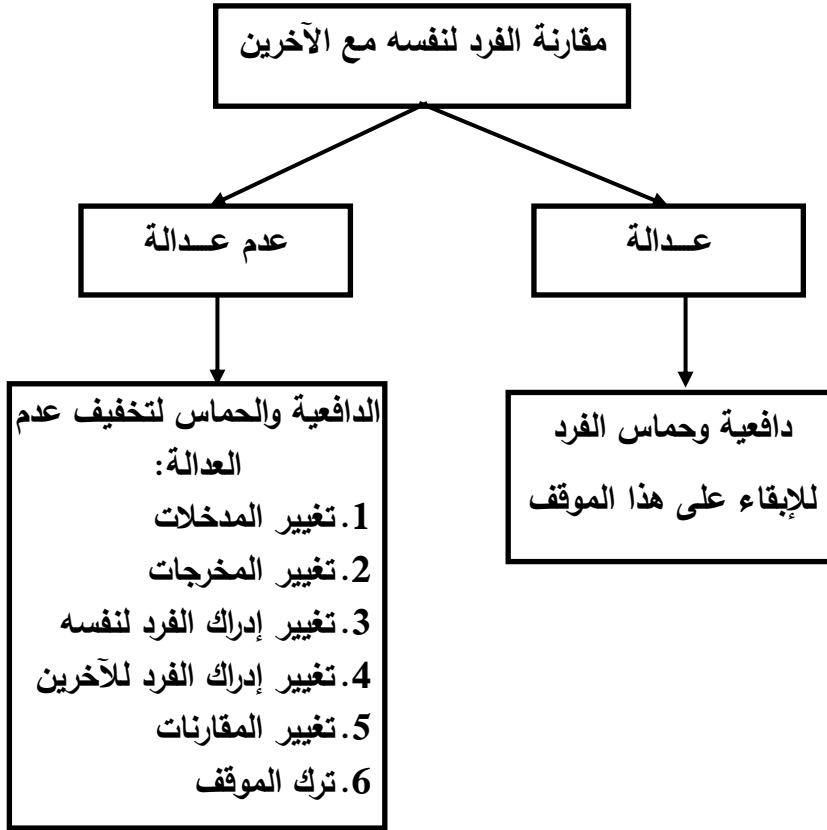 مقارنة الفرد لنفسه مع الآخرين
عـــدالة
عدم عـــدالة
دافعية وحماس الفرد
للإبقاء على هذا الموقف
الدافعية والحماس لتخفيف عدم
العدالة:
1.تغيير المدخلات
2.تغيير المخرجات
3.تغيير إدراك الفرد لنفسه
4.تغيير إدراك الفرد للآخرين
5.تغيير المقارنات
6.ترك الموقف